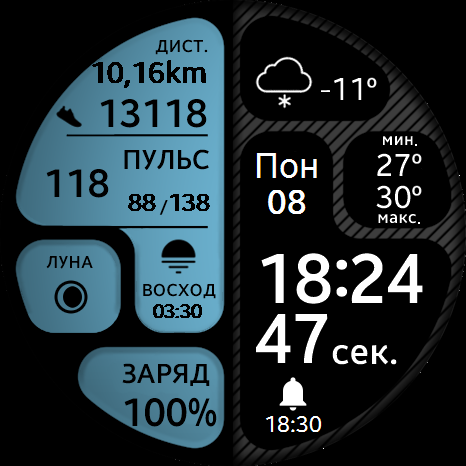 ДИСТ.
10,16km
13118
ПУЛЬС
118
88/138
ЛУНА
ВОСХОД
03:30
ЗАРЯД
100%
-11°
Пон
08
мин.
27°
30°
макс.
18:24
47 сек.
18:30